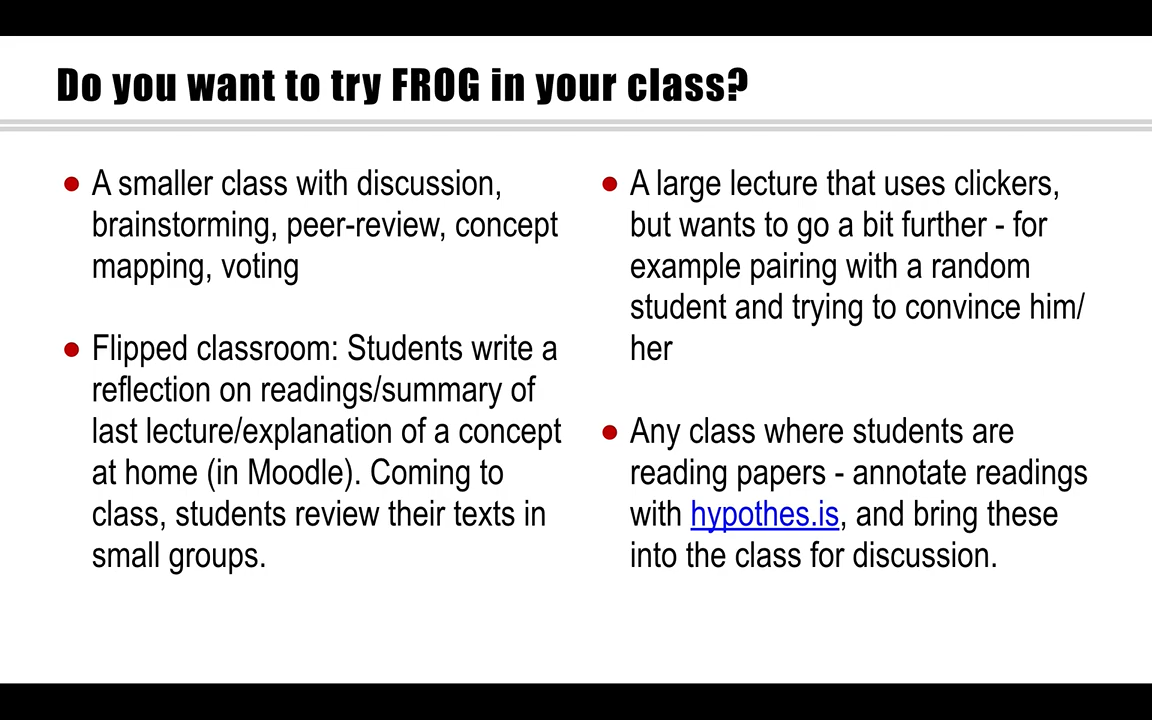 Do you want to try FROG in your class?
● A smaller class with discussion,
brainstorming, peer-review, concept
mapping, voting
● Flipped classroom: Students write a
reflection on readings/summary of
last lecture/explanation of a concept
at home (in Moodle). Coming to
class, students review their texts in
small groups.
● A large lecture that uses clickers,
but wants to go a bit further - for
example pairing with a random
student and trying to convince him/
her
● Any class where students are
reading papers - annotate readings
with hypothes.is, and bring these
into the class for discussion.